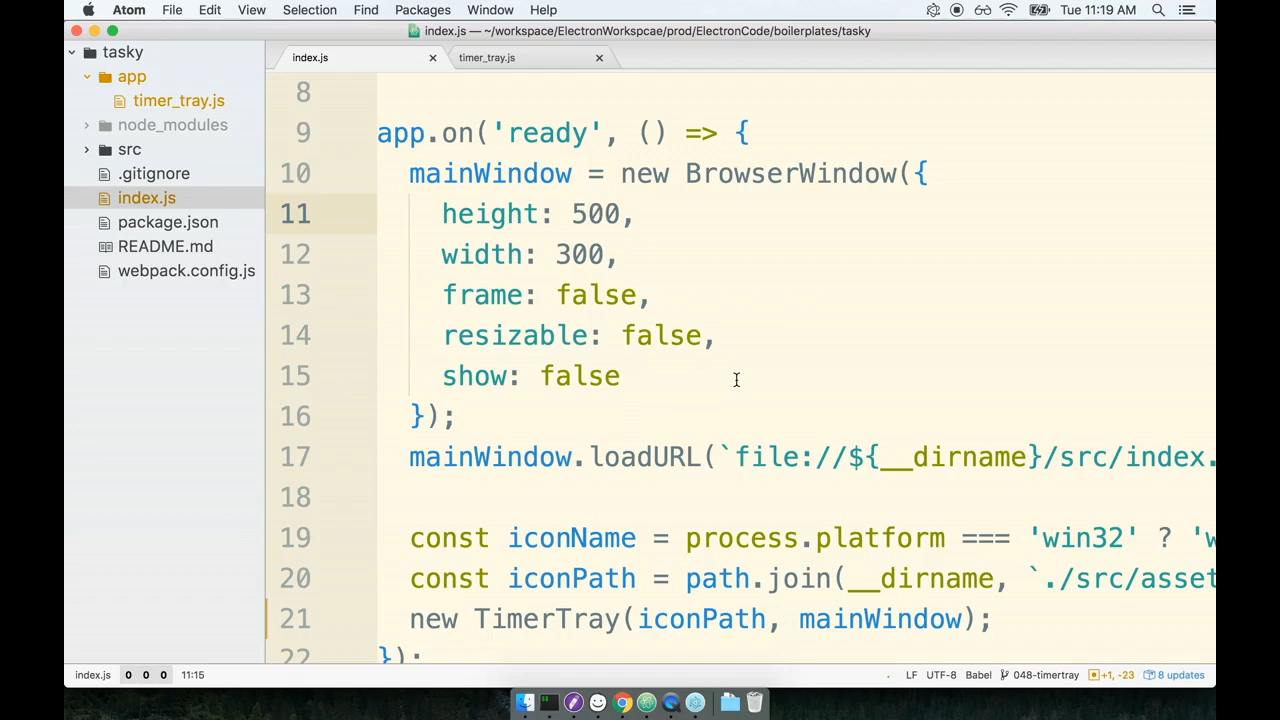 Atom File Edit View Selection Find Packages Window Help Tue 11:19 AM
index.js — ~/workspace/ElectronWorkspcae/prod/ElectronCode/boilerplates/tasky
tasky
app
timer_tray.js
node_modules
src
.gitignore
index.js
package.json
README.md
webpack.config.js
index.js timer_tray.js
8
9 app.on('ready', () => {
10 mainWindow = new BrowserWindow({
11 height: 500,
12 width: 300,
13 frame: false,
14 resizable: false,
15 show: false
16 });
17 mainWindow.loadURL(`file://${__dirname}/src/index.
18
19 const iconName = process.platform === 'win32' ? 'w
20 const iconPath = path.join(__dirname, `./src/asset
21 new TimerTray(iconPath, mainWindow);
22 });
index.js 0 0 0 11:15 LF UTF-8 Babel 048-timertray +1, -23 8 updates